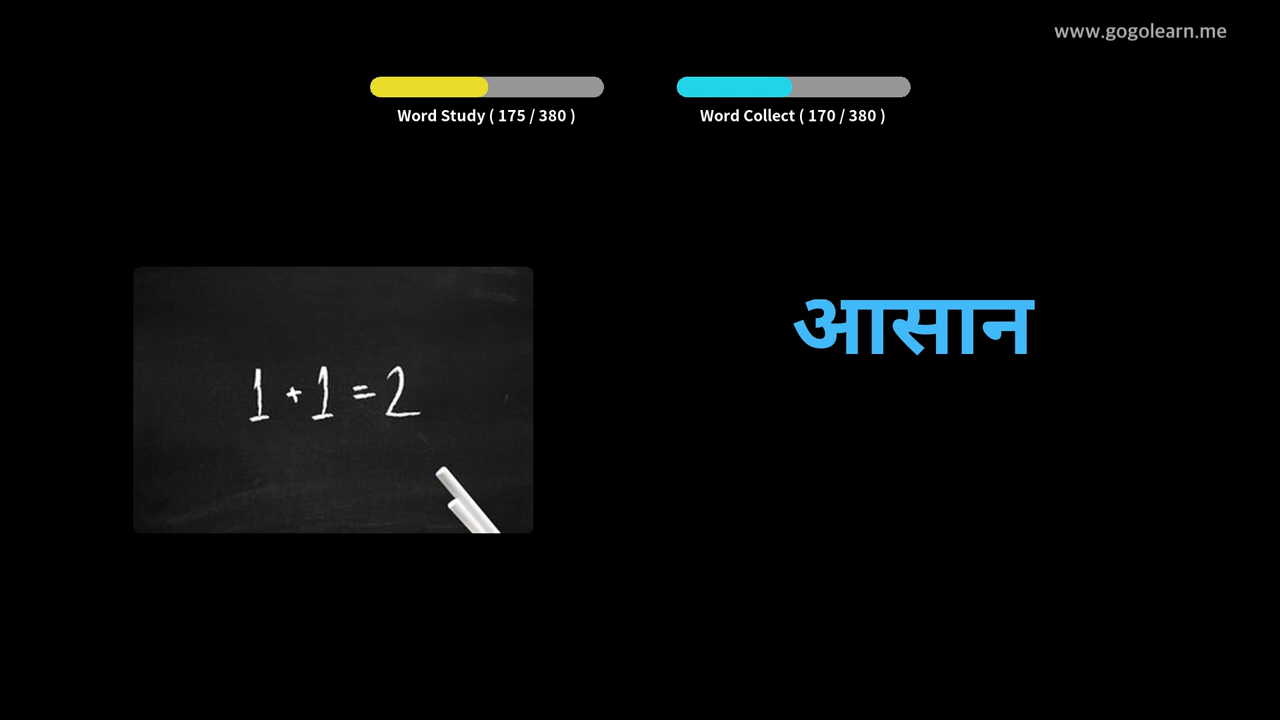 www.gogolearn.me
Word Study ( 175 / 380 )
Word Collect ( 170 / 380 )
आसान
1 + 1 = 2